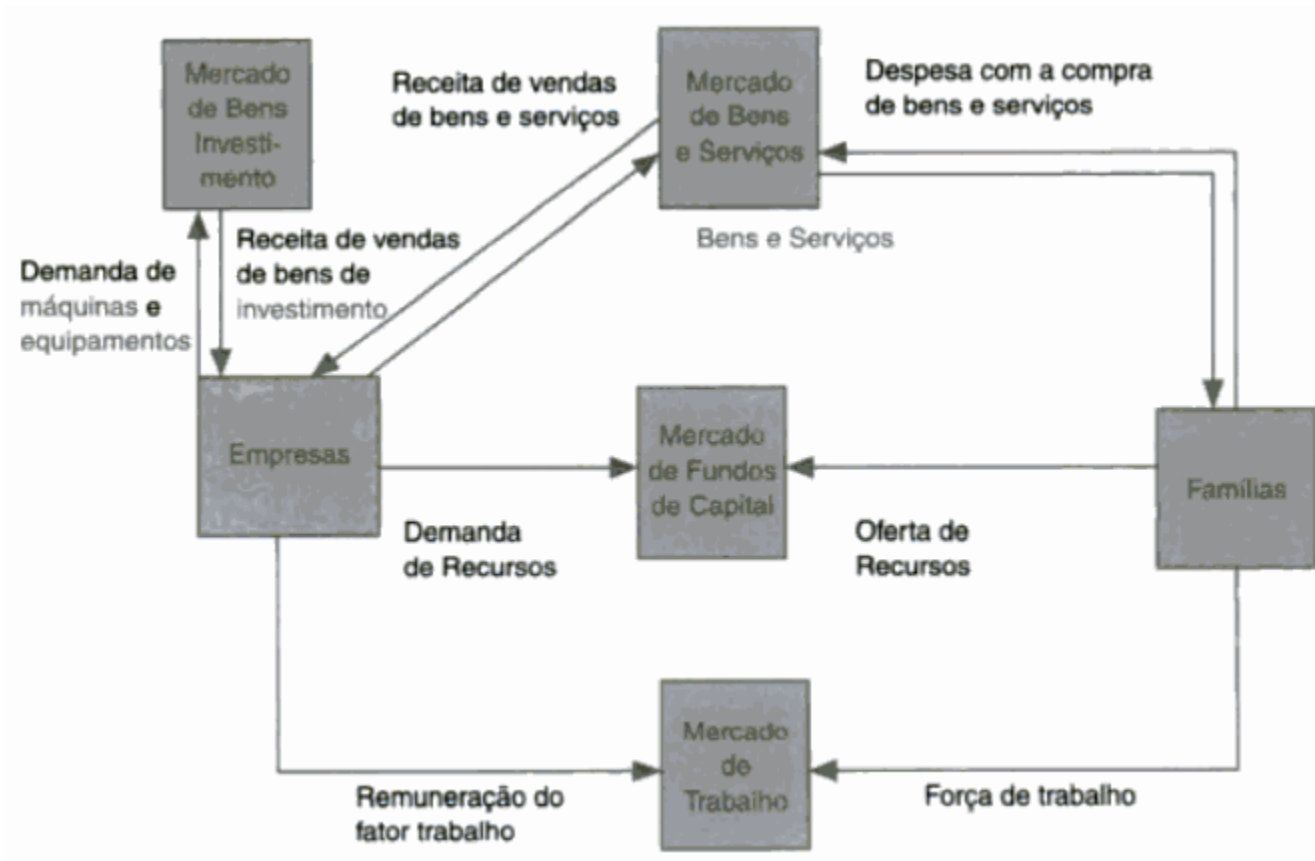 Mercado
de Bens
Investi-
mento
Receita de vendas
de bens e serviços
Mercado
de Bens
e Serviços
Despesa com a compra
de bens e serviços
Bens e Serviços
Demanda de
máquinas e
equipamentos
Receita de vendas
de bens de
investimento
Empresas
Mercado
de Fundos
de Capital
Famílias
Demanda
de Recursos
Oferta de
Recursos
Mercado
de
Trabalho
Remuneração do
fator trabalho
Força de trabalho